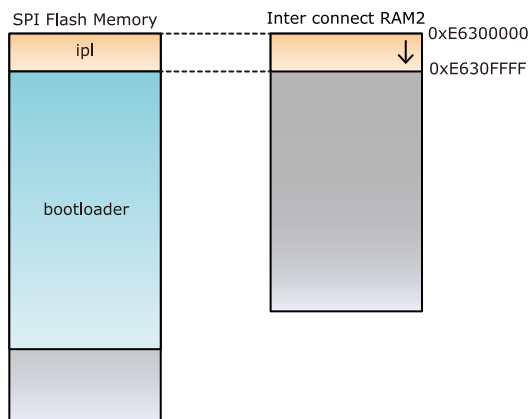 SPI Flash Memory
Inter connect RAM2
ipl
0xE6300000
0xE630FFFF
bootloader